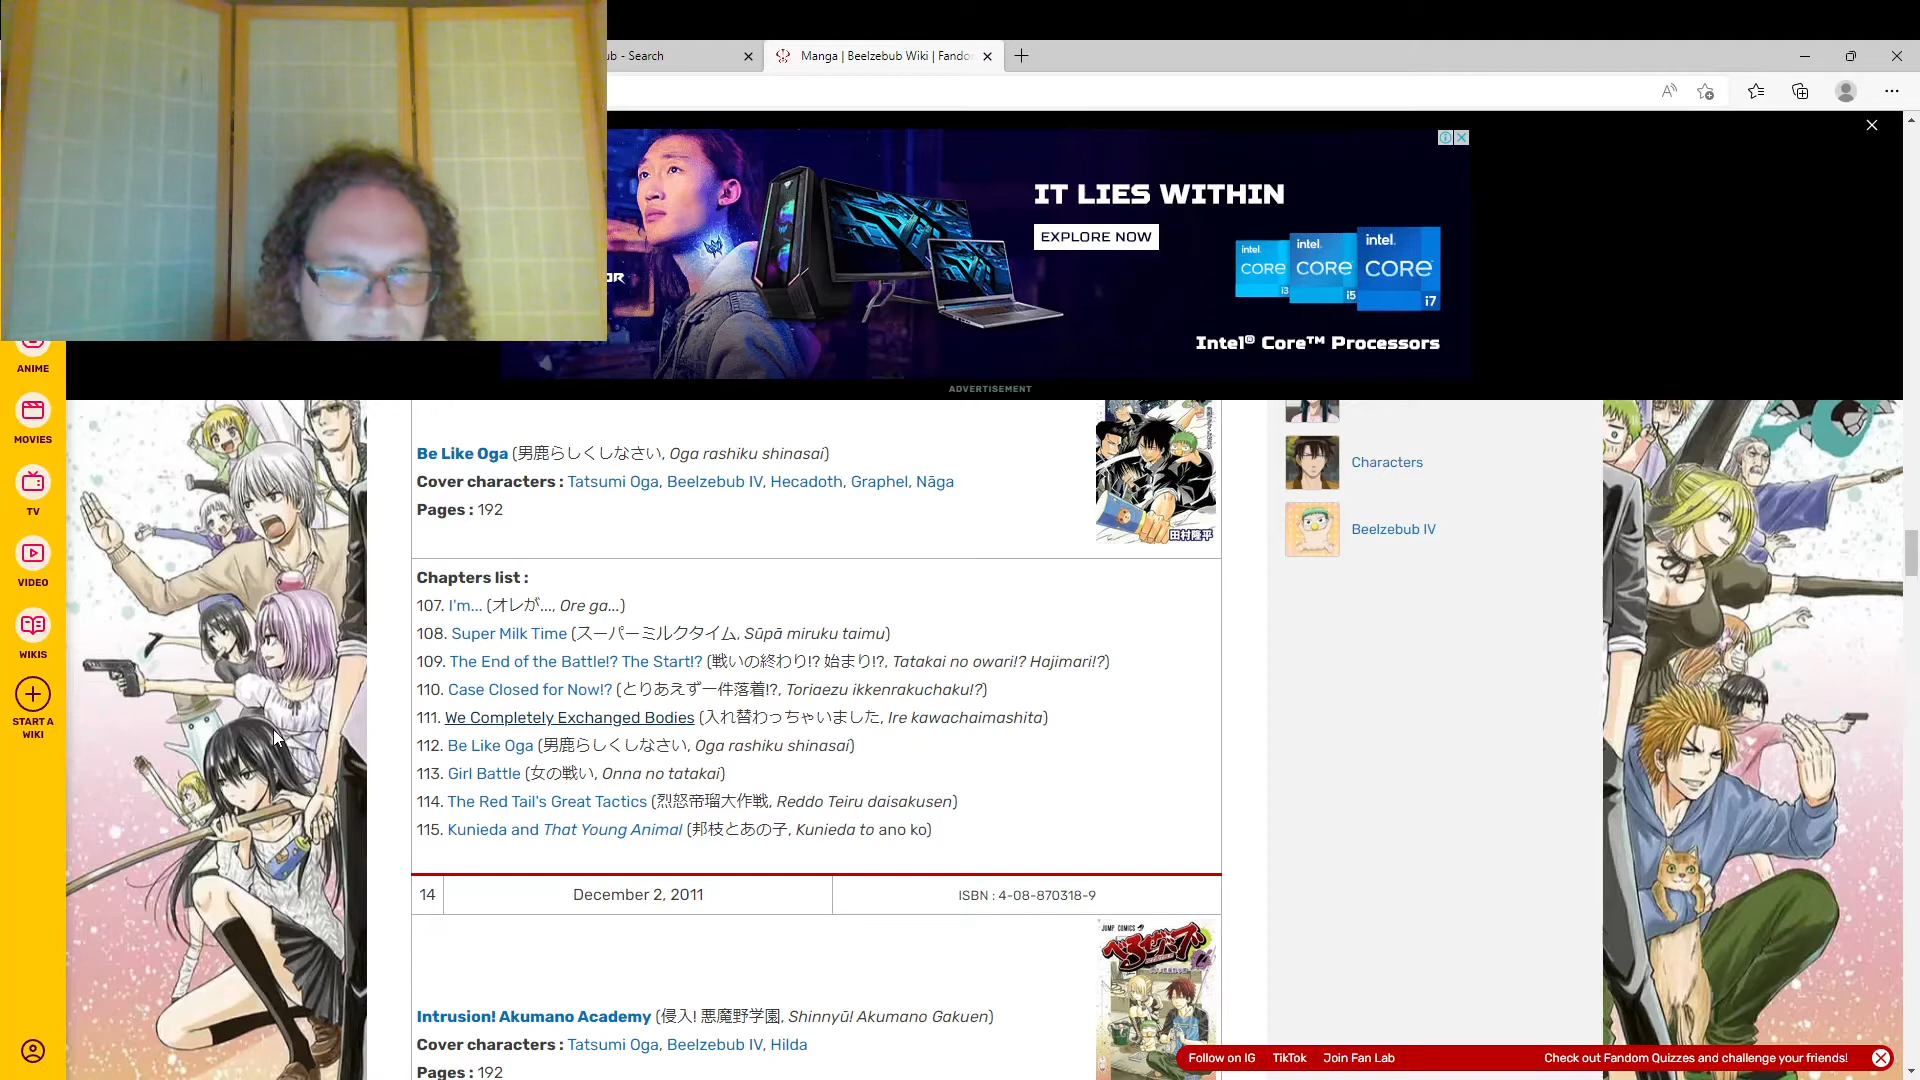 ub - Search
Manga | Beelzebub Wiki | Fando
IT LIES WITHIN
EXPLORE NOW
OR
intel. CORE i3
intel. CORE i5
intel. CORE i7
Intel® Core™ Processors
ADVERTISEMENT
ANIME
MOVIES
TV
VIDEO
WIKIS
START A
WIKI
Be Like Oga (男鹿らしくしなさい, Oga rashiku shinasai)
Cover characters : Tatsumi Oga, Beelzebub IV, Hecadoth, Graphel, Nāga
Pages : 192
田村隆平
Chapters list :
107. I'm... (オレが..., Ore ga...)
108. Super Milk Time (スーパーミルクタイム, Sūpā miruku taimu)
109. The End of the Battle!? The Start!? (戦いの終わり!? 始まり!?, Tatakai no owari!? Hajimari!?)
110. Case Closed for Now!? (とりあえず一件落着!?, Toriaezu ikkenrakuchaku!?)
111. We Completely Exchanged Bodies (入れ替わっちゃいました, Ire kawachaimashita)
112. Be Like Oga (男鹿らしくしなさい, Oga rashiku shinasai)
113. Girl Battle (女の戦い, Onna no tatakai)
114. The Red Tail's Great Tactics (烈怒帝瑠大作戦, Reddo Teiru daisakusen)
115. Kunieda and That Young Animal (邦枝とあの子, Kunieda to ano ko)
14
December 2, 2011
ISBN : 4-08-870318-9
JUMP COMICS
べるぜバブ
Intrusion! Akumano Academy (侵入! 悪魔野学園, Shinnyū! Akumano Gakuen)
Cover characters : Tatsumi Oga, Beelzebub IV, Hilda
Pages : 192
Characters
Beelzebub IV
Follow on IG
TikTok
Join Fan Lab
Check out Fandom Quizzes and challenge your friends!